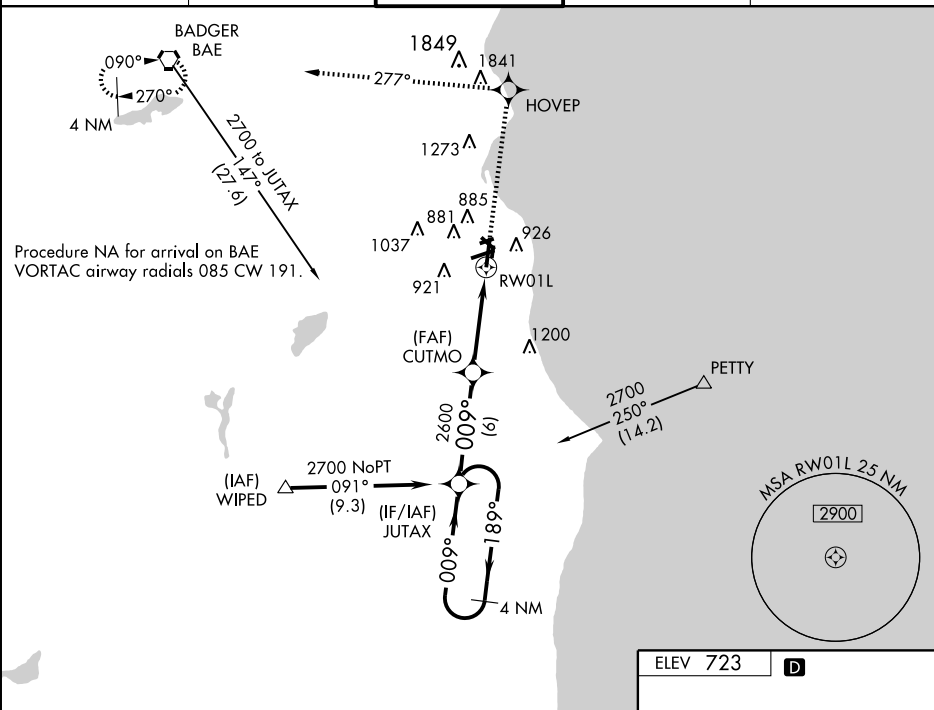 BADGER
BAE
090°
270°
4 NM
2700 to JUTAX
147°
(27.6)
277°
1849
1841
HOVEP
1273
885
881
1037
926
921
RW01L
Procedure NA for arrival on BAE
VORTAC airway radials 085 CW 191.
(FAF)
CUTMO
1200
PETTY
2700
250°
(14.2)
2600
009°
(6)
(IAF)
WIPED
2700 NoPT
091°
(9.3)
(IF/IAF)
JUTAX
009°
189°
4 NM
MSA RW01L 25 NM
2900
ELEV 723
D